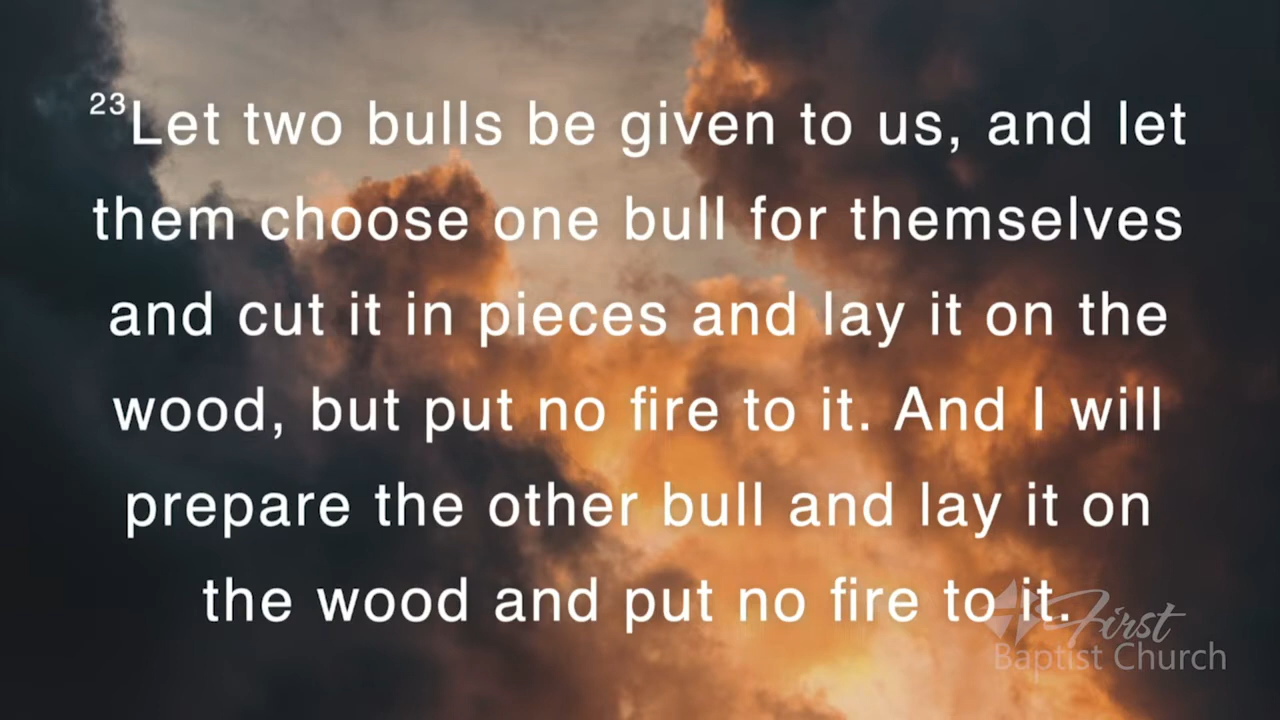 23Let two bulls be given to us, and let
them choose one bull for themselves
and cut it in pieces and lay it on the
wood, but put no fire to it. And I will
prepare the other bull and lay it on
the wood and put no fire to it.
First
Baptist Church